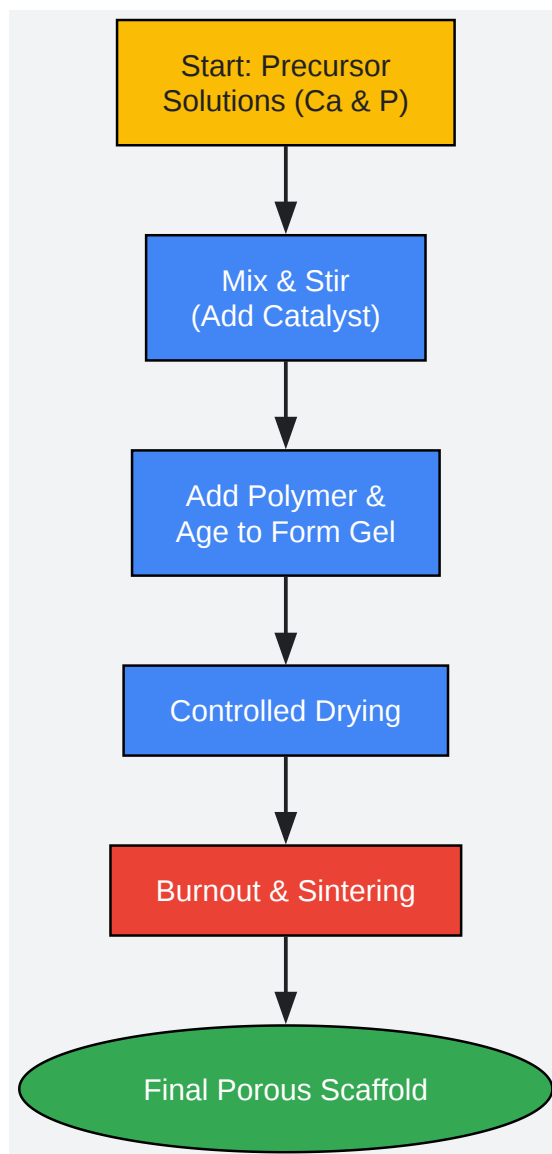 Start: Precursor
Solutions (Ca & P)
Mix & Stir
(Add Catalyst)
Add Polymer &
Age to Form Gel
Controlled Drying
Burnout & Sintering
Final Porous Scaffold